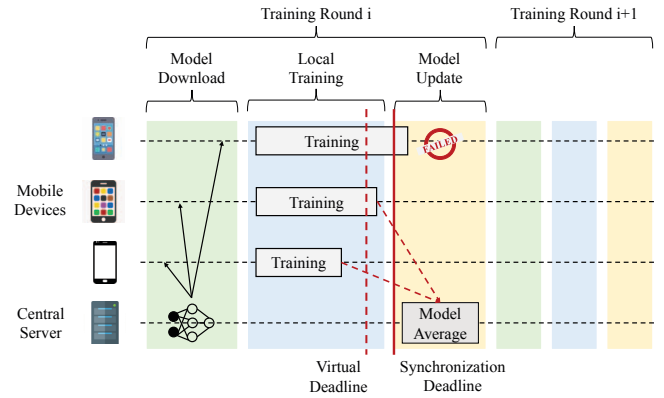 Training Round i
Training Round i+1
Model
Download
Local
Training
Model
Update
Training
FAILED
Mobile
Devices
Training
Training
Central
Server
Model
Average
Virtual
Deadline
Synchronization
Deadline